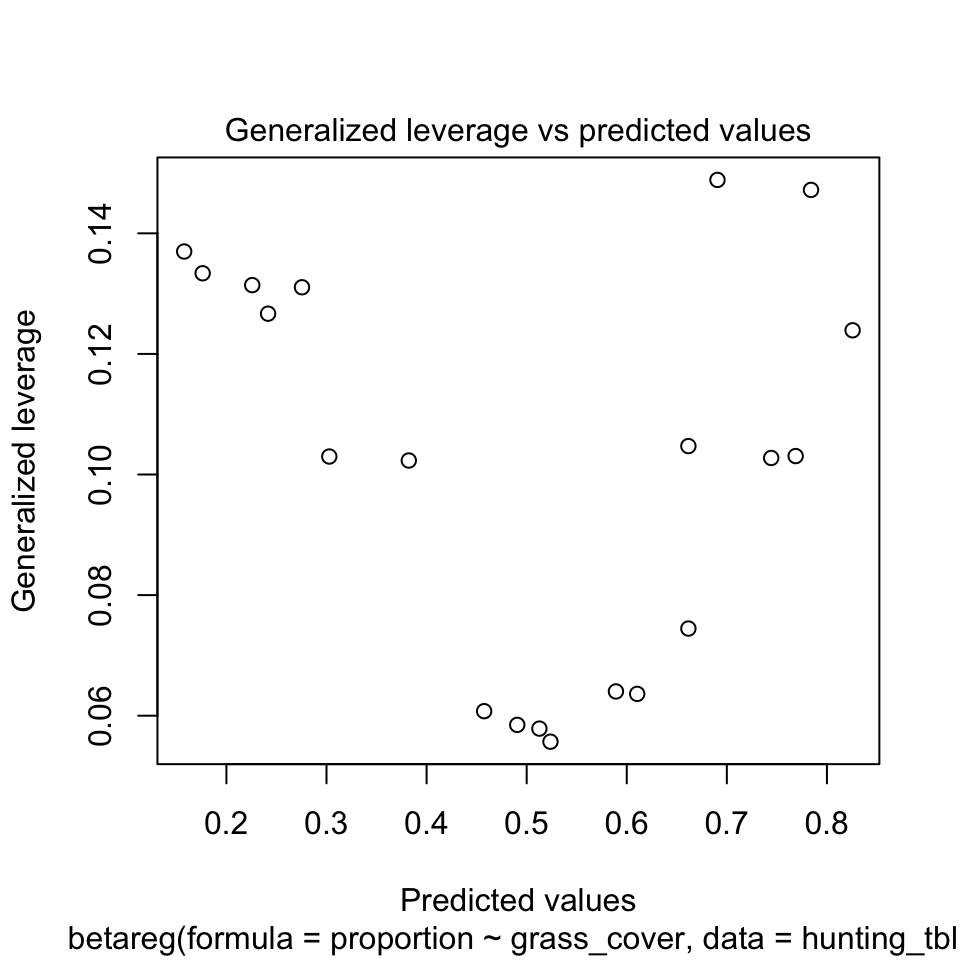 Generalized leverage vs predicted values
Generalized leverage
0.14
0.12
0.10
0.08
0.06
0.2 0.3 0.4 0.5 0.6 0.7 0.8
Predicted values
betareg(formula = proportion ~ grass_cover, data = hunting_tbl